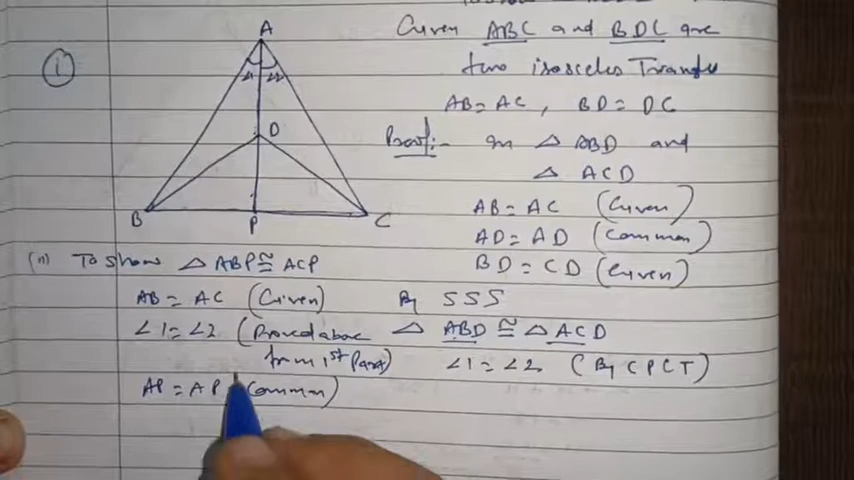 Given ABC and BDC are
two isosceles
AB = AC , BD = DC
Proof:- In △ ABD and
△ ACD
AB = AC (Given)
AD = AD (Common)
BD = CD (Given)
By SSS
△ ABD ≅ △ ACD
∠1 = ∠2 (By CPCT)
(i)
A
∠1 ∠2
D
B P C
(ii) To show △ ABP ≅ ACP
AB = AC (Given)
∠1 = ∠2 (Proved above
from 1st Part)
AP = AP (Common)